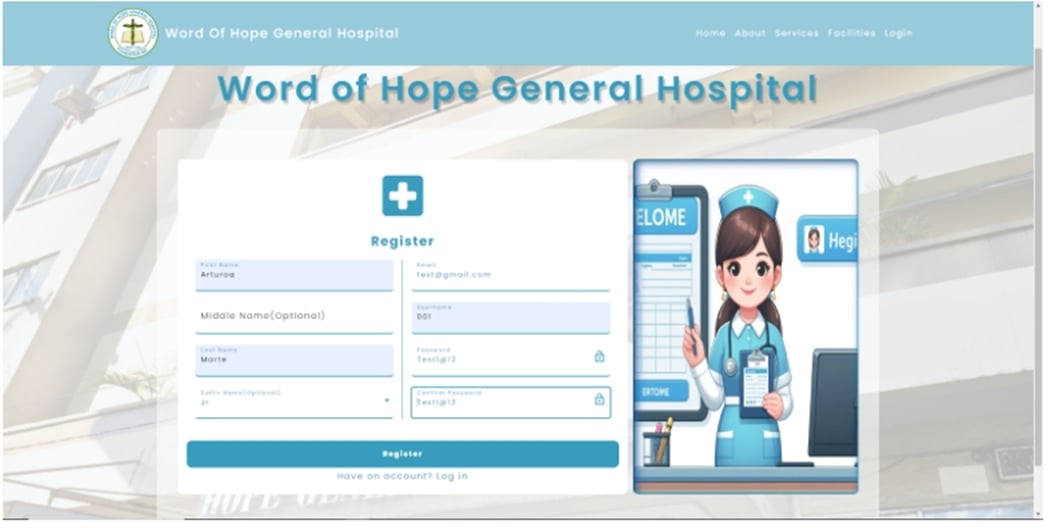 Word Of Hope General Hospital
Home About Services Facilities Login
Word of Hope General Hospital
Register
First Name
Arturoa
Middle Name(Optional)
Last Name
Marte
Suffix Name(Optional)
Jr.
Email
test@gmail.com
Username
001
Password
Test1@12
Confirm Password
Test1@12
Register
Have on account? Log in
ELOME
Hegi
ERTOME
HOPE GENE